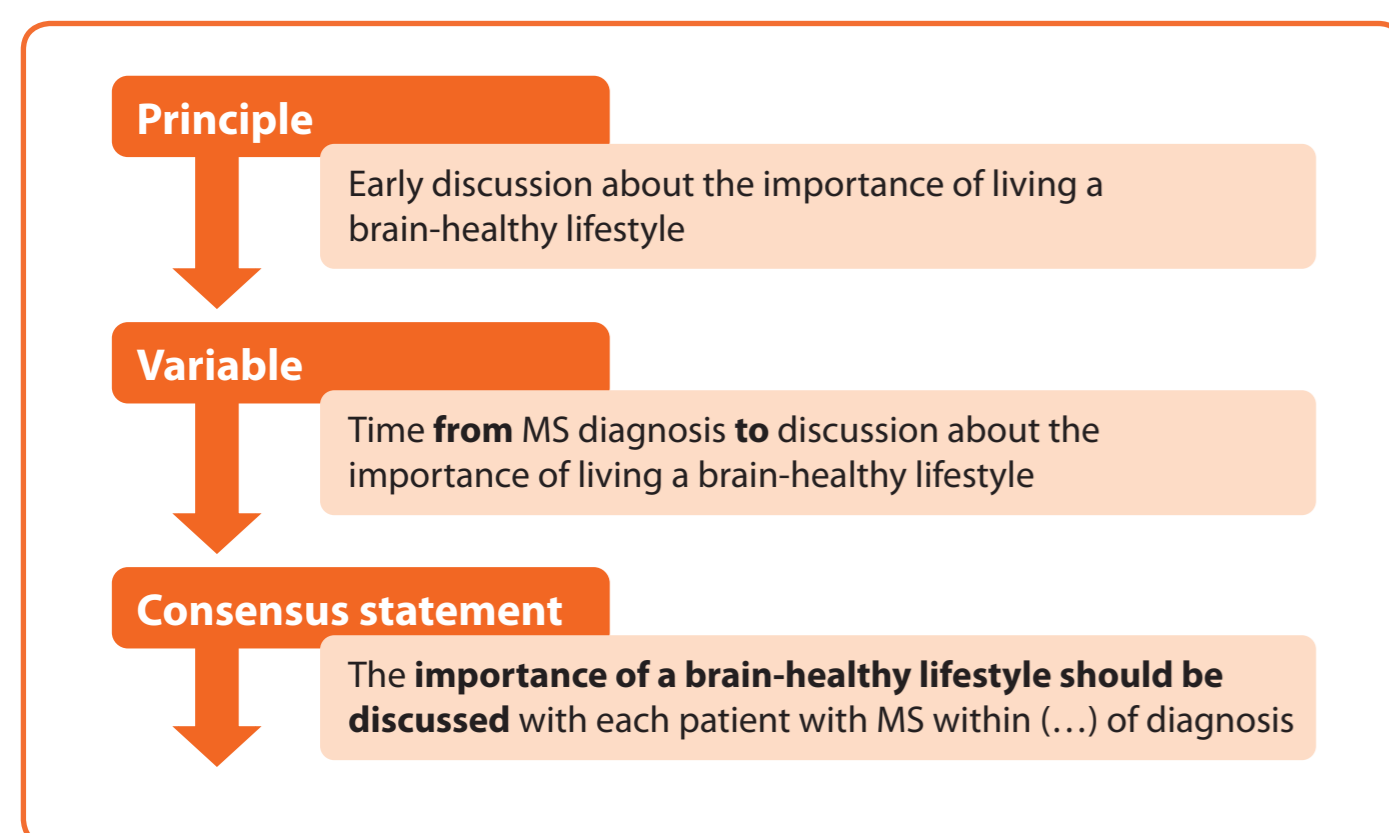 Principle
Early discussion about the importance of living a
brain-healthy lifestyle
Variable
Time from MS diagnosis to discussion about the
importance of living a brain-healthy lifestyle
Consensus statement
The importance of a brain-healthy lifestyle should be
discussed with each patient with MS within (…) of diagnosis